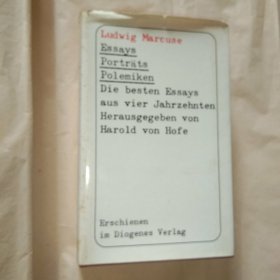 Ludwig Marcuse
Essays
Porträts
Polemiken
Die besten Essays
aus vier Jahrzehnten
Herausgegeben von
Harold von Hofe
Erschienen
im Diogenes Verlag